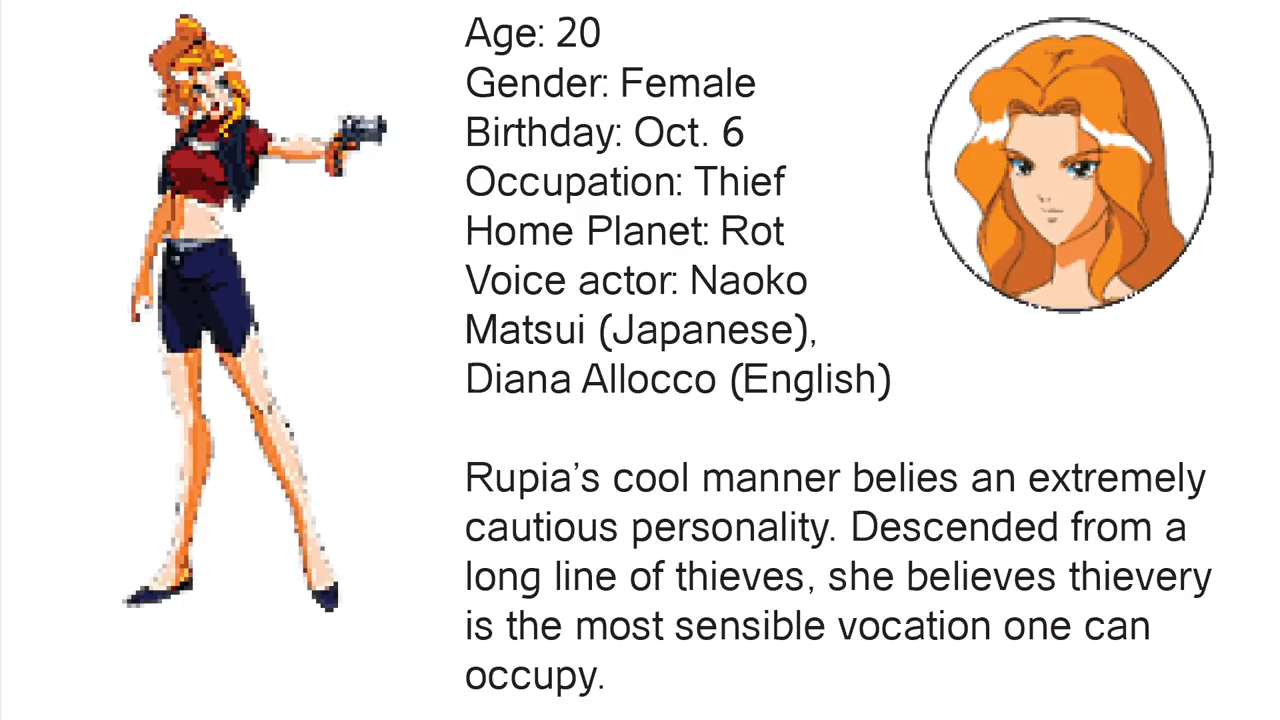 Age: 20
Gender: Female
Birthday: Oct. 6
Occupation: Thief
Home Planet: Rot
Voice actor: Naoko
Matsui (Japanese),
Diana Allocco (English)
Rupia’s cool manner belies an extremely
cautious personality. Descended from a
long line of thieves, she believes thievery
is the most sensible vocation one can
occupy.